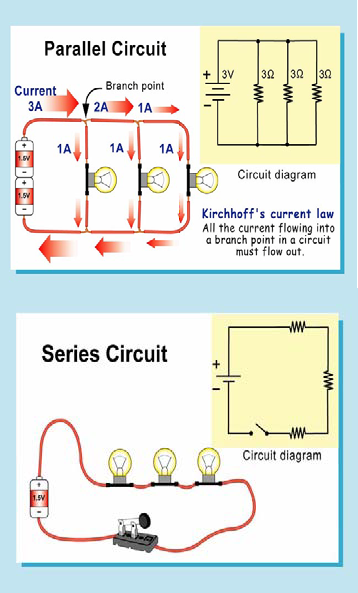 Parallel Circuit
Current
3A
Branch point
2A
1A
1A
1A
1A
+
1.5V
+
1.5V
+
3V
3Ω
3Ω
3Ω
−
Circuit diagram
Kirchhoff's current law
All the current flowing into
a branch point in a circuit
must flow out.
Series Circuit
+
−
Circuit diagram
+
1.5V
−